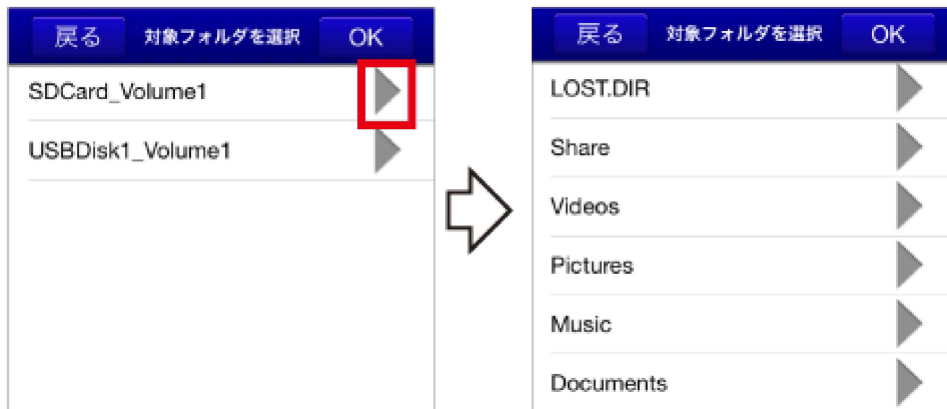 戻る 対象フォルダを選択 OK
SDCard_Volume1
USBDisk1_Volume1
戻る 対象フォルダを選択 OK
LOST.DIR
Share
Videos
Pictures
Music
Documents